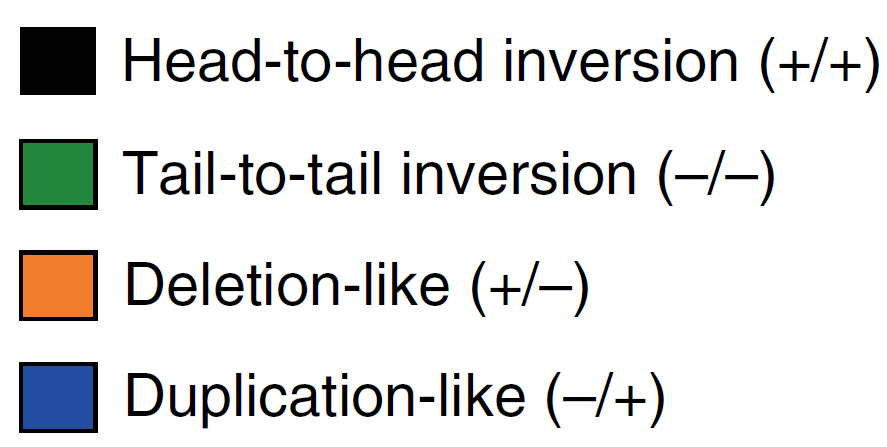 Head-to-head inversion (+/+)
Tail-to-tail inversion (–/–)
Deletion-like (+/–)
Duplication-like (–/+)